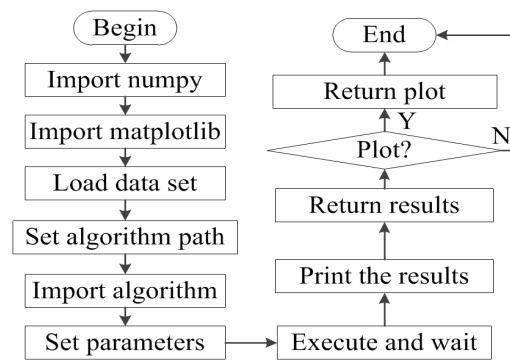 Begin
Import numpy
Import matplotlib
Load data set
Set algorithm path
Import algorithm
Set parameters
Execute and wait
Print the results
Return results
Plot?
Y
N
Return plot
End